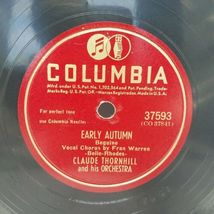 COLUMBIA
Mfrd. under U.S. Pat. No. 1,702,564 and Pat. Pending. Trade-
Marks Reg. U.S. Pat. Off. - Marcas Registradas. Made in U.S.A.
For perfect tone
use Columbia Needles
37593
(CO 37841)
EARLY AUTUMN
Beguine
Vocal Chorus by Fran Warren
-Bello-Rhodes-
CLAUDE THORNHILL
and his ORCHESTRA